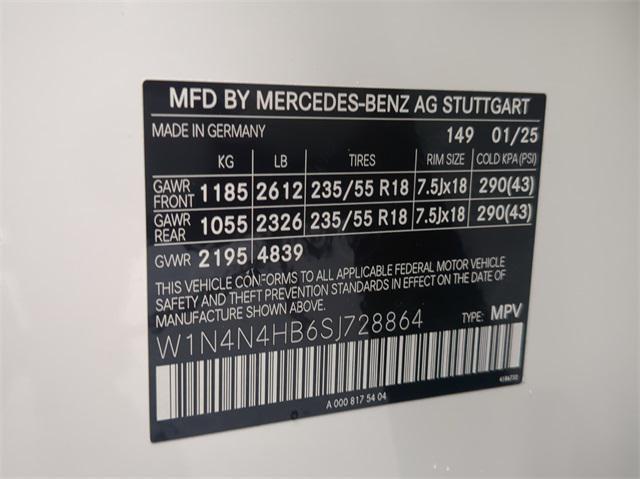 MFD BY MERCEDES-BENZ AG STUTTGART
MADE IN GERMANY 149 01/25
KG LB TIRES RIM SIZE COLD KPA (PSI)
GAWR FRONT 1185 2612 235/55 R18 7.5Jx18 290(43)
GAWR REAR 1055 2326 235/55 R18 7.5Jx18 290(43)
GVWR 2195 4839
THIS VEHICLE CONFORMS TO ALL APPLICABLE FEDERAL MOTOR VEHICLE
SAFETY AND THEFT PREVENTION STANDARDS IN EFFECT ON THE DATE OF
MANUFACTURE SHOWN ABOVE.
W1N4N4HB6SJ728864 TYPE: MPV
A 000 817 54 04